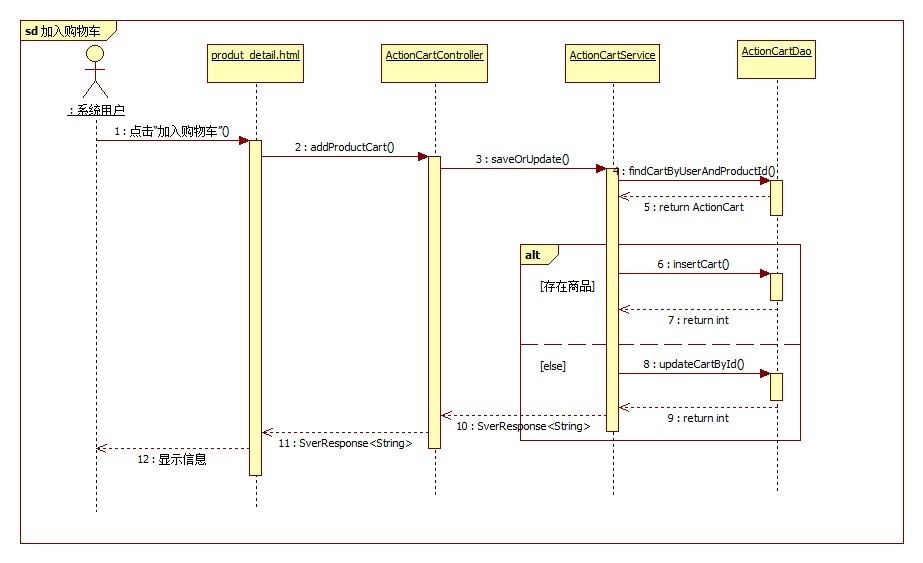 sd 加入购物车
produt_detail.html
ActionCartController
ActionCartService
ActionCartDao
: 系统用户
1 : 点击“加入购物车”()
2 : addProductCart()
3 : saveOrUpdate()
4 : findCartByUserAndProductId()
5 : return ActionCart
alt
6 : insertCart()
[存在商品]
7 : return int
[else]
8 : updateCartById()
9 : return int
10 : SverResponse<String>
11 : SverResponse<String>
12 : 显示信息